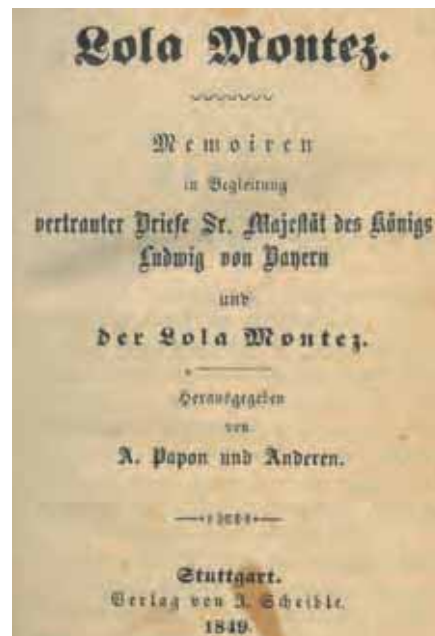 Lola Montez.
Memoiren
in Begleitung
vertrauter Briefe Sr. Majestät des Königs
Ludwig von Bayern
und
der Lola Montez.
Herausgegeben
von
A. Papon und Anderen.
Stuttgart.
Verlag von J. Scheible.
1849.